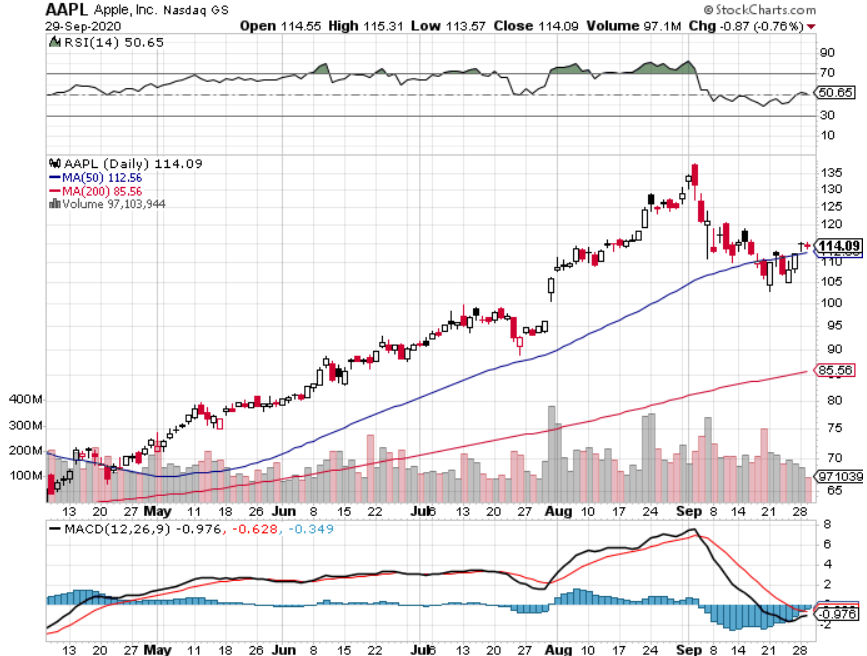 AAPL Apple, Inc. Nasdaq GS © StockCharts.com
29-Sep-2020 Open 114.55 High 115.31 Low 113.57 Close 114.09 Volume 97.1M Chg -0.87 (-0.76%)
RSI(14) 50.65
90
70
50.65
30
10
AAPL (Daily) 114.09
MA(50) 112.56
MA(200) 85.56
Volume 97,103,944
135
130
125
120
114.09
110
105
100
95
90
85.56
80
75
70
65
400M
300M
200M
100M
971039
13 20 27 May 11 18 26 Jun 8 15 22 Jul 6 13 20 27 Aug 10 17 24 Sep 8 14 21 28
MACD(12,26,9) -0.976, -0.628, -0.349
8
6
4
2
-0.976
-2
13 20 27 May 11 18 26 Jun 8 15 22 Jul 6 13 20 27 Aug 10 17 24 Sep 8 14 21 28